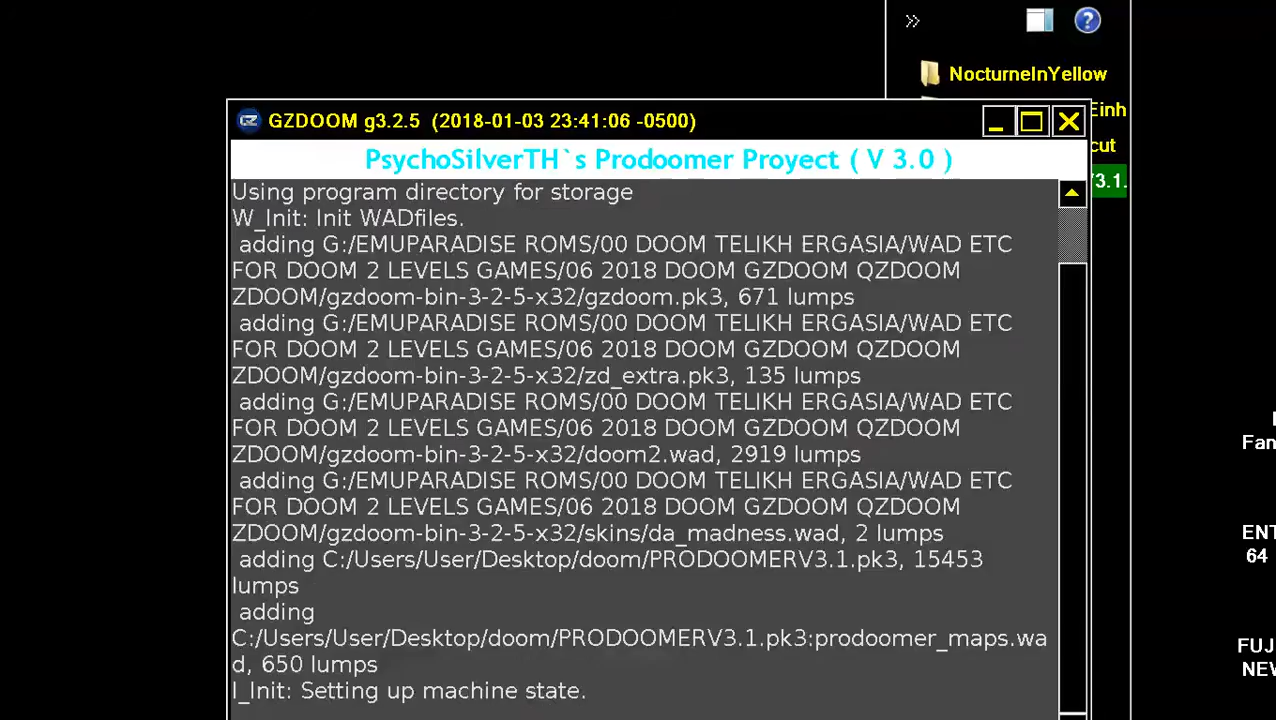 »
NocturneInYellow
Einh
cut
V3.1.
GZDOOM g3.2.5 (2018-01-03 23:41:06 -0500)
PsychoSilverTH`s Prodoomer Proyect ( V 3.0 )
Using program directory for storage
W_Init: Init WADfiles.
adding G:/EMUPARADISE ROMS/00 DOOM TELIKH ERGASIA/WAD ETC
FOR DOOM 2 LEVELS GAMES/06 2018 DOOM GZDOOM QZDOOM
ZDOOM/gzdoom-bin-3-2-5-x32/gzdoom.pk3, 671 lumps
adding G:/EMUPARADISE ROMS/00 DOOM TELIKH ERGASIA/WAD ETC
FOR DOOM 2 LEVELS GAMES/06 2018 DOOM GZDOOM QZDOOM
ZDOOM/gzdoom-bin-3-2-5-x32/zd_extra.pk3, 135 lumps
adding G:/EMUPARADISE ROMS/00 DOOM TELIKH ERGASIA/WAD ETC
FOR DOOM 2 LEVELS GAMES/06 2018 DOOM GZDOOM QZDOOM
ZDOOM/gzdoom-bin-3-2-5-x32/doom2.wad, 2919 lumps
adding G:/EMUPARADISE ROMS/00 DOOM TELIKH ERGASIA/WAD ETC
FOR DOOM 2 LEVELS GAMES/06 2018 DOOM GZDOOM QZDOOM
ZDOOM/gzdoom-bin-3-2-5-x32/skins/da_madness.wad, 2 lumps
adding C:/Users/User/Desktop/doom/PRODOOMERV3.1.pk3, 15453
lumps
adding
C:/Users/User/Desktop/doom/PRODOOMERV3.1.pk3:prodoomer_maps.wa
d, 650 lumps
I_Init: Setting up machine state.
Fan
ENT
64
FUJ
NEW